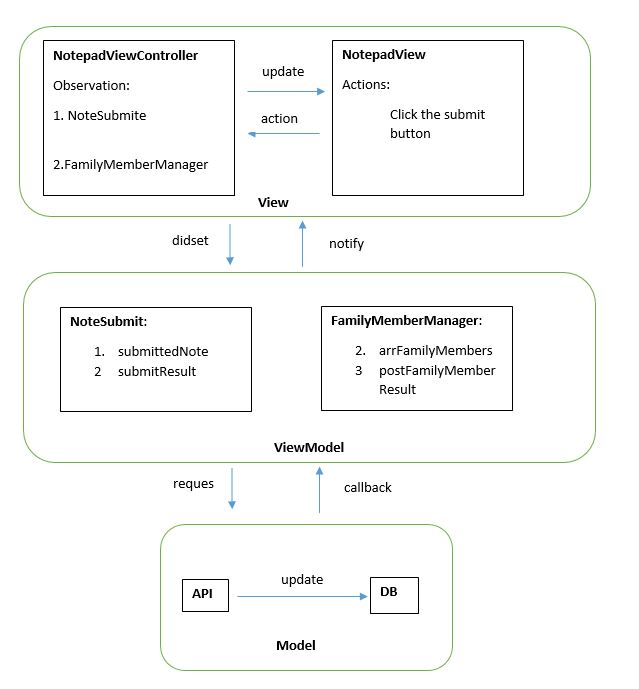 NotepadViewController
Observation:
1. NoteSubmite
2.FamilyMemberManager
update
action
NotepadView
Actions:
Click the submit
button
View
didset
notify
NoteSubmit:
1. submittedNote
2 submitResult
FamilyMemberManager:
2. arrFamilyMembers
3 postFamilyMember
Result
ViewModel
reques
callback
API
update
DB
Model